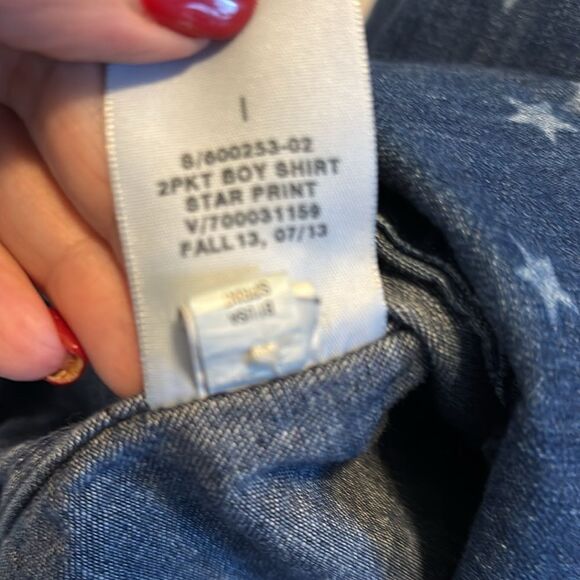 S/600253-02
2PKT BOY SHIRT
STAR PRINT
V/700031159
FALL13, 07/13